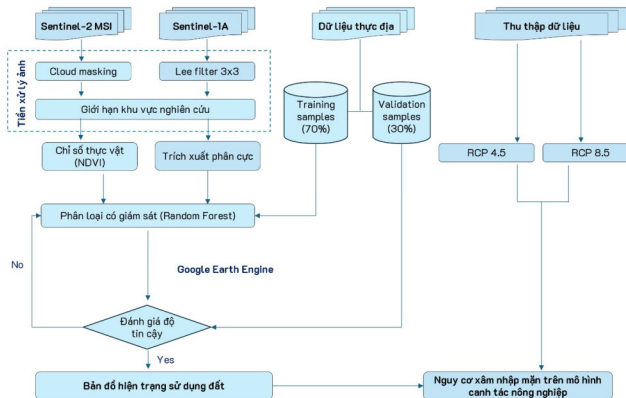 Sentinel-2 MSI
Sentinel-1A
Dữ liệu thực địa
Thu thập dữ liệu
Tiền xử lý ảnh
Cloud masking
Lee filter 3x3
Giới hạn khu vực nghiên cứu
Training
samples
(70%)
Validation
samples
(30%)
Chỉ số thực vật
(NDVI)
Trích xuất phân cực
RCP 4.5
RCP 8.5
Phân loại có giám sát (Random Forest)
No
Google Earth Engine
Đánh giá độ
tin cậy
Yes
Bản đồ hiện trạng sử dụng đất
Nguy cơ xâm nhập mặn trên mô hình
canh tác nông nghiệp